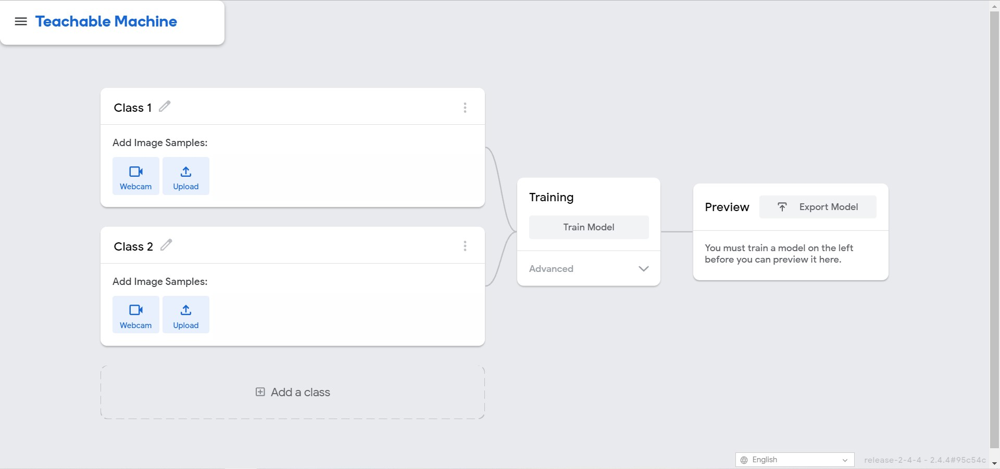 Teachable Machine
Class 1
Add Image Samples:
Webcam
Upload
Class 2
Add Image Samples:
Webcam
Upload
Add a class
Training
Train Model
Advanced
Preview
Export Model
You must train a model on the left
before you can preview it here.
English
release-2-4-4 - 2.4.4#95c54c